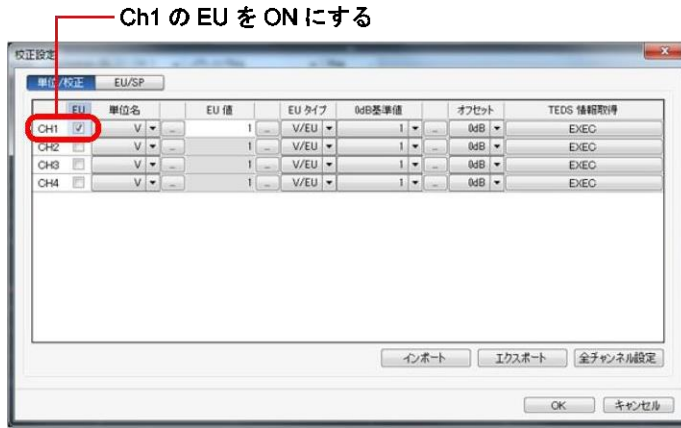 Ch1 の EU を ON にする
校正設定
単位/校正 EU/SP
EU 単位名 EU 値 EU タイプ 0dB基準値 オフセット TEDS 情報取得
CH1 V ... 1 ... V/EU 1 ... 0dB EXEC
CH2 V ... 1 ... V/EU 1 ... 0dB EXEC
CH3 V ... 1 ... V/EU 1 ... 0dB EXEC
CH4 V ... 1 ... V/EU 1 ... 0dB EXEC
インポート エクスポート 全チャンネル設定
OK キャンセル